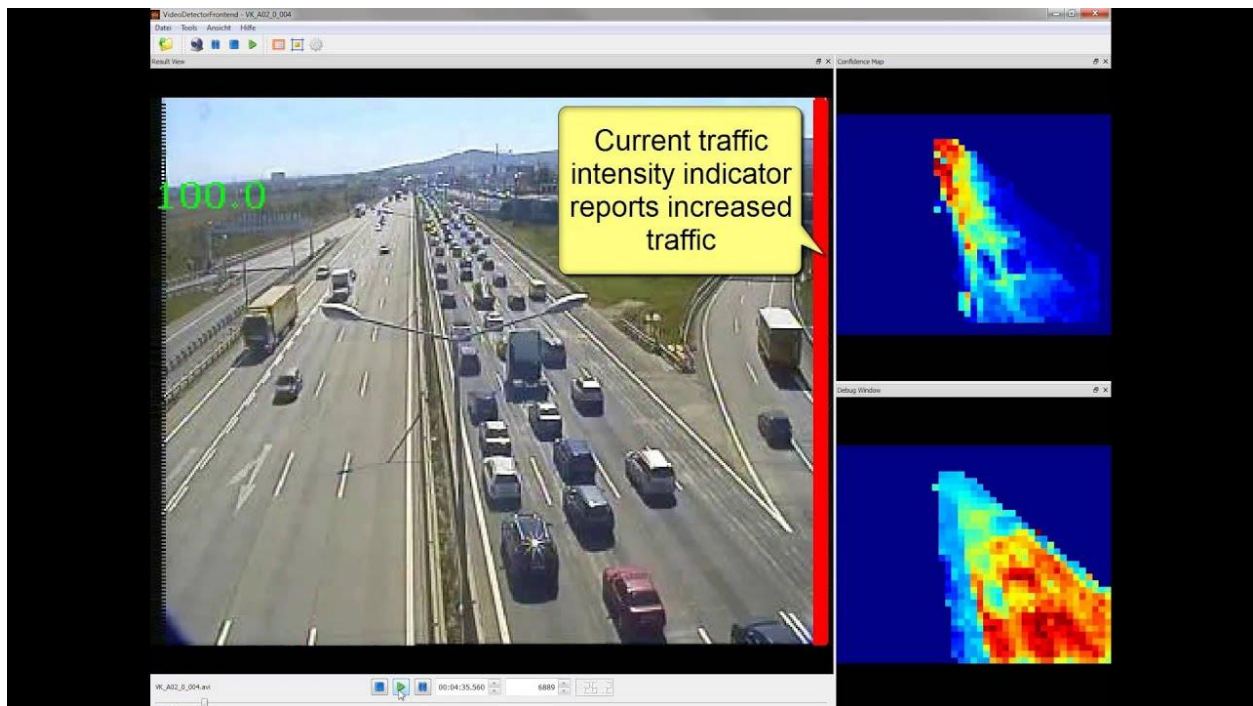 VideoDetectorFrontend - VK_A02_0_004
Datei Tools Ansicht Hilfe
Result View
Confidence Map
100.0
Current traffic
intensity indicator
reports increased
traffic
Debug Window
VK_A02_0_004.avi
00:04:35.560
6889